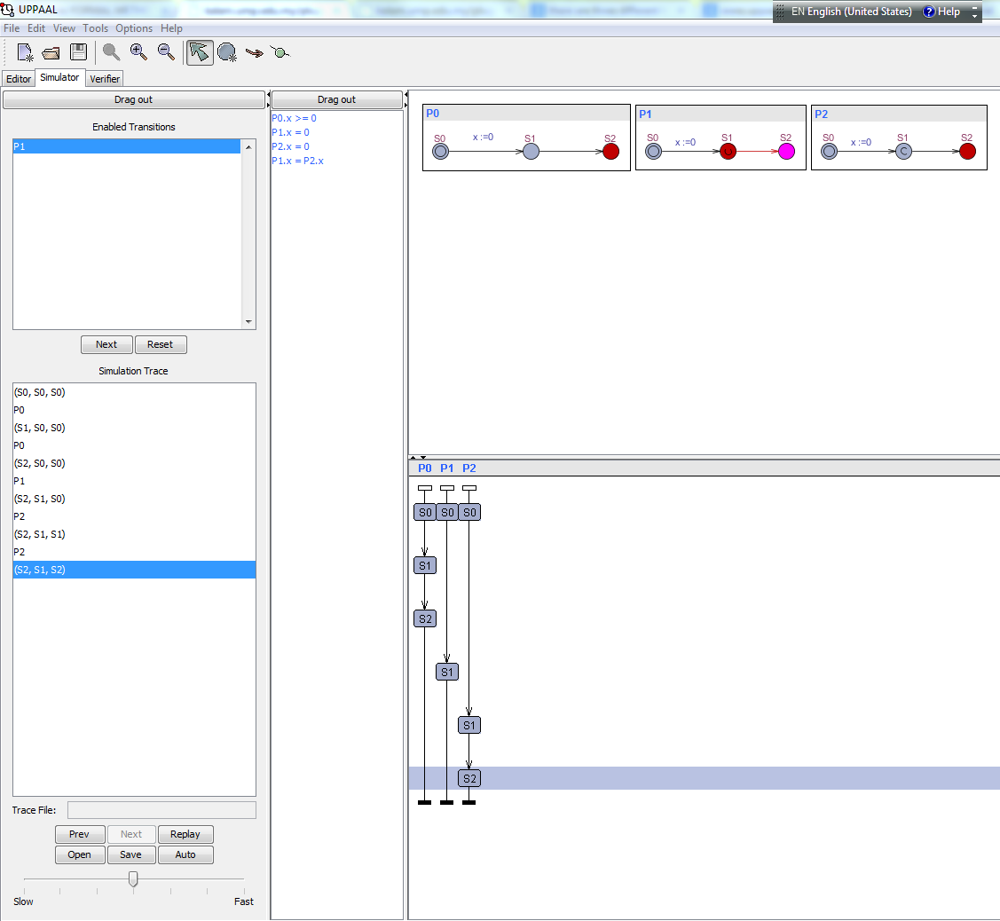 UPPAAL
EN English (United States) Help
File Edit View Tools Options Help
Editor Simulator Verifier
Drag out
Enabled Transitions
P1
Next Reset
Simulation Trace
(S0, S0, S0)
P0
(S1, S0, S0)
P0
(S2, S0, S0)
P1
(S2, S1, S0)
P2
(S2, S1, S1)
P2
(S2, S1, S2)
Trace File:
Prev Next Replay
Open Save Auto
Slow Fast
Drag out
P0.x >= 0
P1.x = 0
P2.x = 0
P1.x = P2.x
P0
S0 x :=0 S1 S2
P1
S0 x :=0 S1 S2
U
P2
S0 x :=0 S1 S2
C
P0 P1 P2
S0 S0 S0
S1
S2
S1
S1
S2